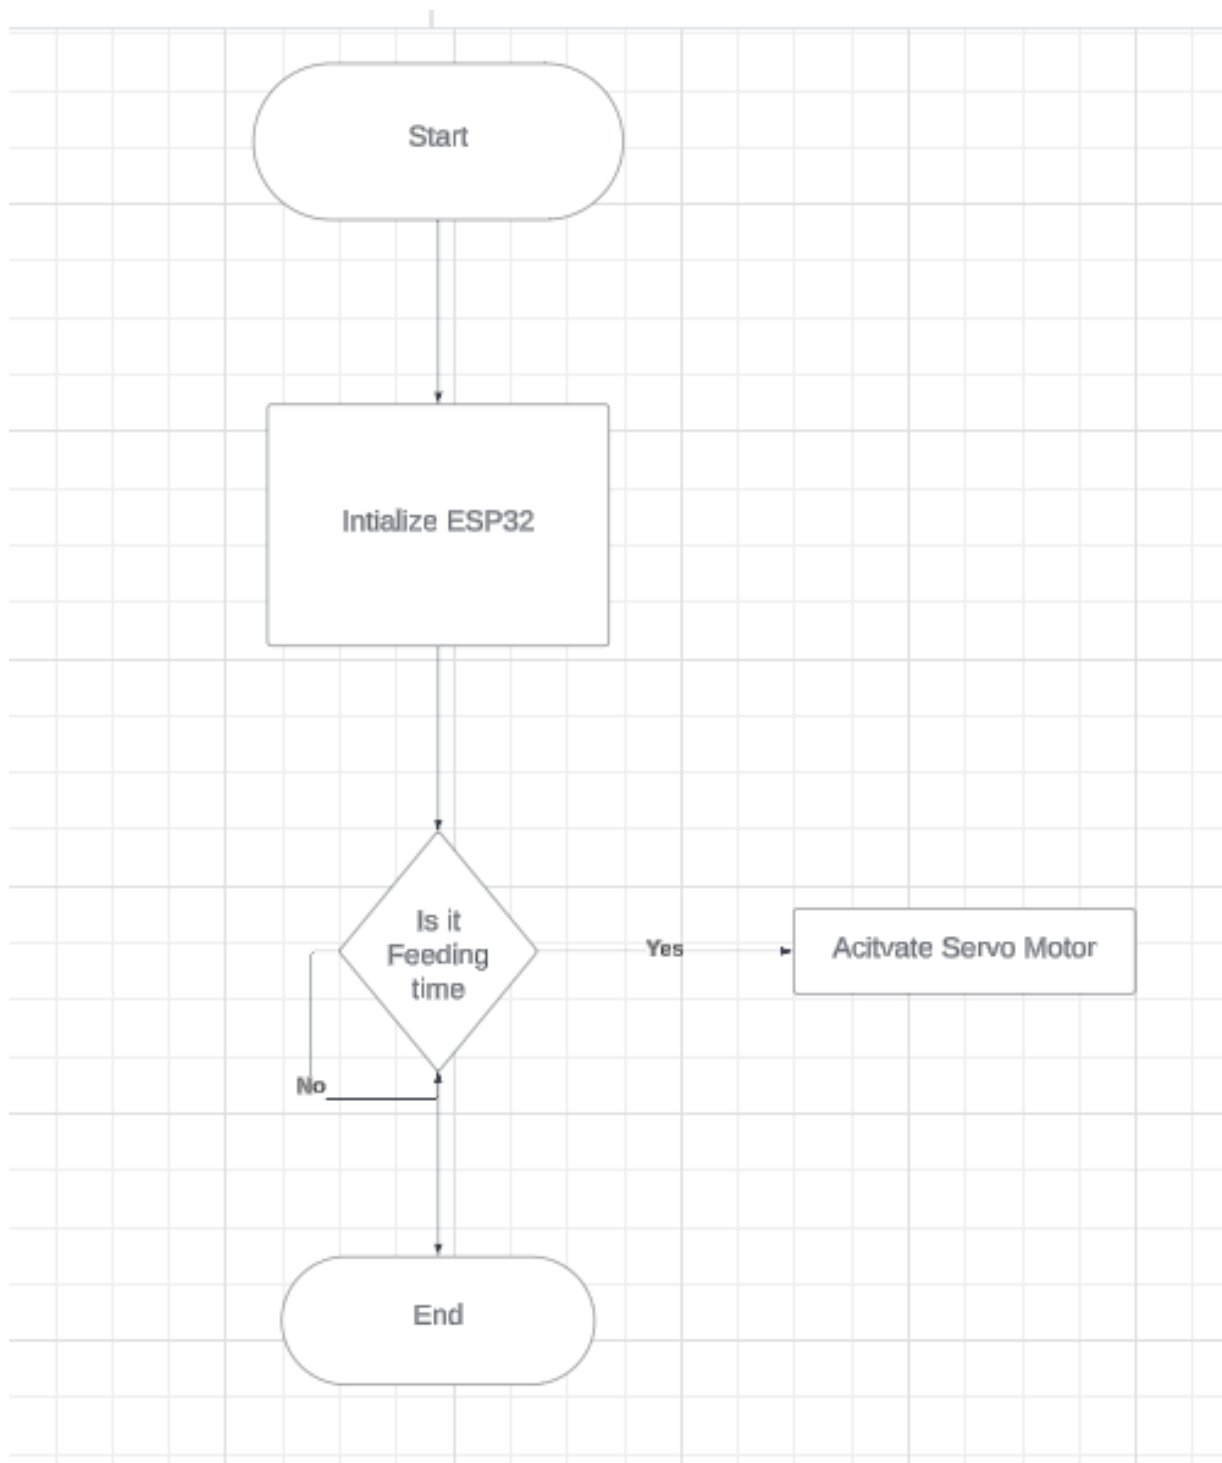 Start
Intialize ESP32
Is it
Feeding
time
Yes
Acitvate Servo Motor
No
End